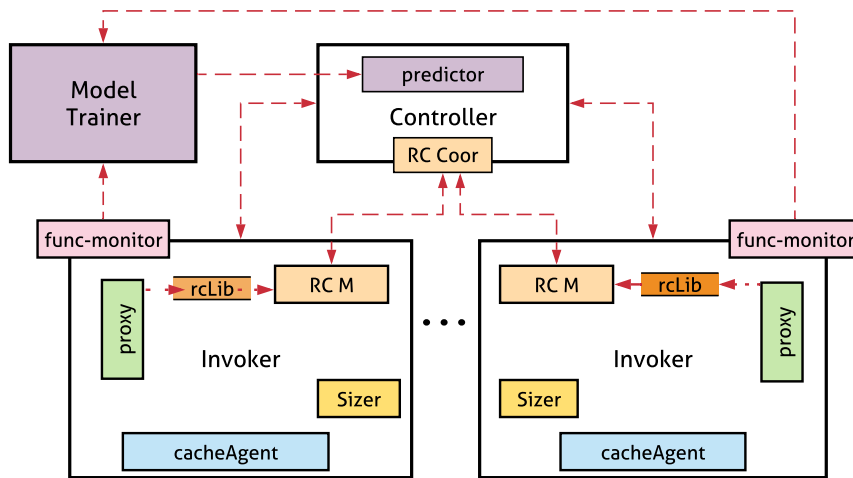 Model
Trainer
predictor
Controller
RC Coor
func-monitor
func-monitor
RC M
rcLib
proxy
Invoker
Sizer
cacheAgent
...
RC M
rcLib
proxy
Invoker
Sizer
cacheAgent